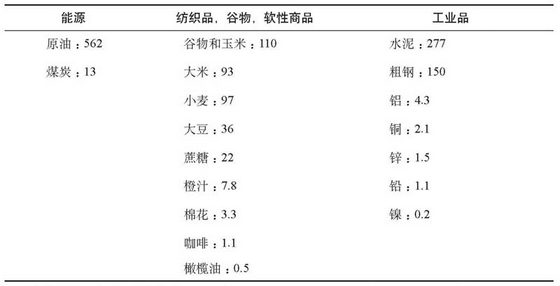 能源 纺织品，谷物，软性商品 工业品
原油：562 谷物和玉米：110 水泥：277
煤炭：13 大米：93 粗钢：150
小麦：97 铝：4.3
大豆：36 铜：2.1
蔗糖：22 锌：1.5
橙汁：7.8 铅：1.1
棉花：3.3 镍：0.2
咖啡：1.1
橄榄油：0.5